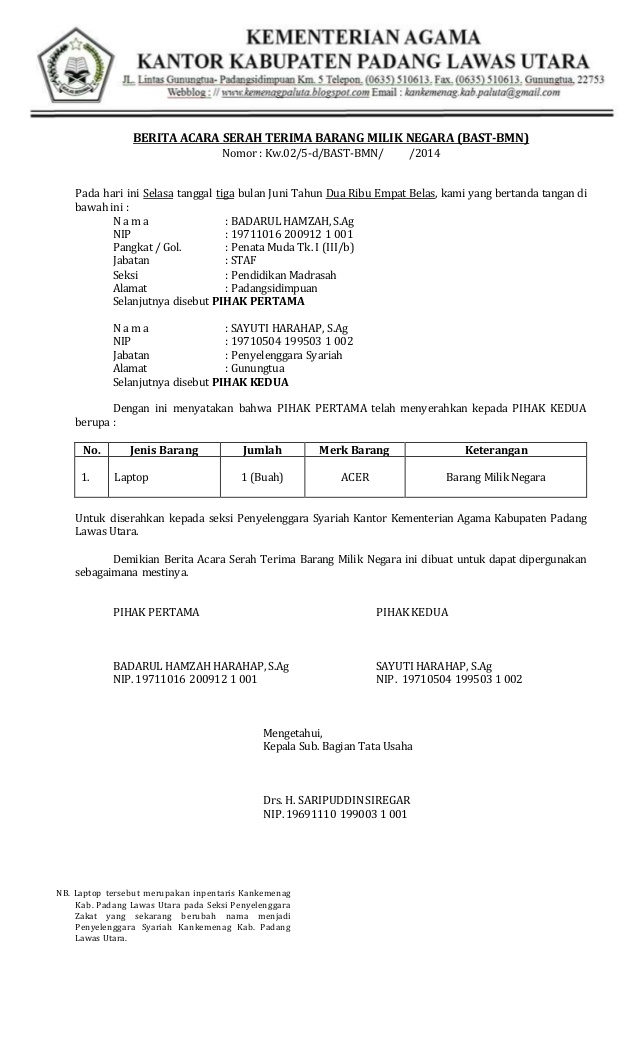 KEMENTERIAN AGAMA
KANTOR KABUPATEN PADANG LAWAS UTARA
JL. Lintas Gunungtua- Padangsidimpuan Km. 5 Telepon. (0635) 510613, Fax. (0635) 510613, Gunungtua, 22753
Webblog : // www.kemenagpaluta.blogspot.com Email : kankemenag.kab.paluta@gmail.com
BERITA ACARA SERAH TERIMA BARANG MILIK NEGARA (BAST-BMN)
Nomor : Kw.02/5-d/BAST-BMN/ /2014
Pada hari ini Selasa tanggal tiga bulan Juni Tahun Dua Ribu Empat Belas, kami yang bertanda tangan di
bawah ini :
N a m a : BADARUL HAMZAH, S.Ag
NIP : 19711016 200912 1 001
Pangkat / Gol. : Penata Muda Tk. I (III/b)
Jabatan : STAF
Seksi : Pendidikan Madrasah
Alamat : Padangsidimpuan
Selanjutnya disebut PIHAK PERTAMA
N a m a : SAYUTI HARAHAP, S.Ag
NIP : 19710504 199503 1 002
Jabatan : Penyelenggara Syariah
Alamat : Gunungtua
Selanjutnya disebut PIHAK KEDUA
Dengan ini menyatakan bahwa PIHAK PERTAMA telah menyerahkan kepada PIHAK KEDUA
berupa :
No. Jenis Barang Jumlah Merk Barang Keterangan
1. Laptop 1 (Buah) ACER Barang Milik Negara
Untuk diserahkan kepada seksi Penyelenggara Syariah Kantor Kementerian Agama Kabupaten Padang
Lawas Utara.
Demikian Berita Acara Serah Terima Barang Milik Negara ini dibuat untuk dapat dipergunakan
sebagaimana mestinya.
PIHAK PERTAMA PIHAK KEDUA
BADARUL HAMZAH HARAHAP, S.Ag SAYUTI HARAHAP, S.Ag
NIP. 19711016 200912 1 001 NIP. 19710504 199503 1 002
Mengetahui,
Kepala Sub. Bagian Tata Usaha
Drs. H. SARIPUDDIN SIREGAR
NIP. 19691110 199003 1 001
NB. Laptop tersebut merupakan inpentaris Kankemenag
Kab. Padang Lawas Utara pada Seksi Penyelenggara
Zakat yang sekarang berubah nama menjadi
Penyelenggara Syariah Kankemenag Kab. Padang
Lawas Utara.